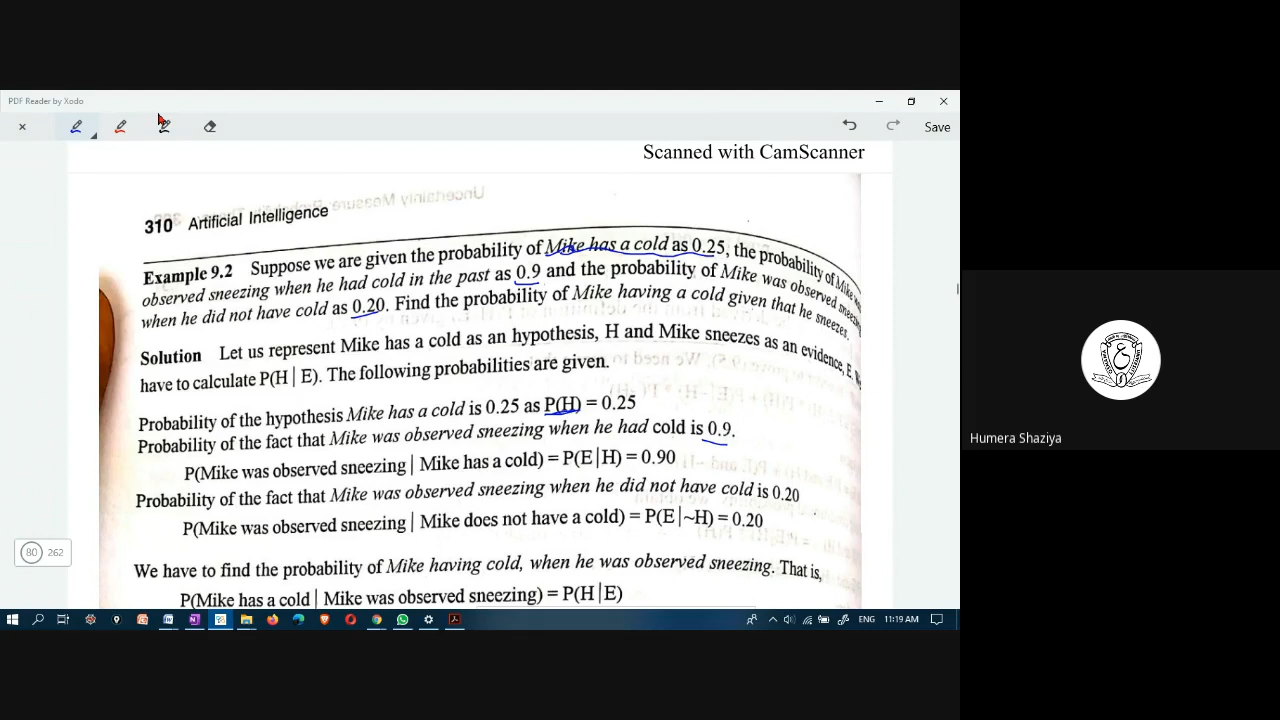 PDF Reader by Xodo
Save
Scanned with CamScanner
310 Artificial Intelligence
Example 9.2 Suppose we are given the probability of Mike has a cold as 0.25, the probability of Mike
observed sneezing when he had cold in the past as 0.9 and the probability of Mike was observed
when he did not have cold as 0.20. Find the probability of Mike having a cold given that he sneezes.
Solution Let us represent Mike has a cold as an hypothesis, H and Mike sneezes as an evidence, E.
have to calculate P(H | E). The following probabilities are given.
Probability of the hypothesis Mike has a cold is 0.25 as P(H) = 0.25
Probability of the fact that Mike was observed sneezing when he had cold is 0.9.
P(Mike was observed sneezing | Mike has a cold) = P(E | H) = 0.90
Probability of the fact that Mike was observed sneezing when he did not have cold is 0.20
P(Mike was observed sneezing | Mike does not have a cold) = P(E | ~H) = 0.20
We have to find the probability of Mike having cold, when he was observed sneezing. That is,
P(Mike has a cold | Mike was observed sneezing) = P(H | E)
80 262
Humera Shaziya
ENG 11:19 AM